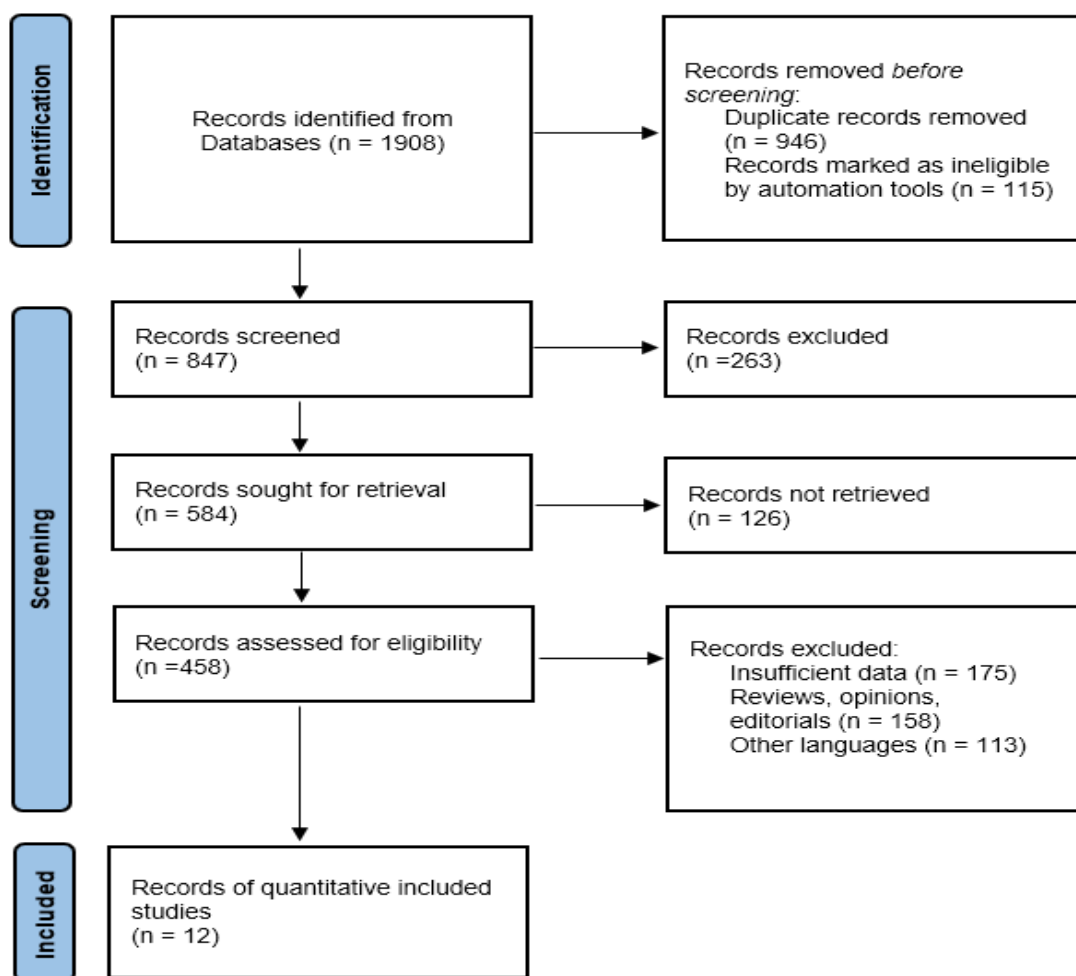 Identification
Records identified from
Databases (n = 1908)
Records removed before
screening:
Duplicate records removed
(n = 946)
Records marked as ineligible
by automation tools (n = 115)
Screening
Records screened
(n = 847)
Records excluded
(n =263)
Records sought for retrieval
(n = 584)
Records not retrieved
(n = 126)
Records assessed for eligibility
(n =458)
Records excluded:
Insufficient data (n = 175)
Reviews, opinions,
editorials (n = 158)
Other languages (n = 113)
Included
Records of quantitative included
studies
(n = 12)